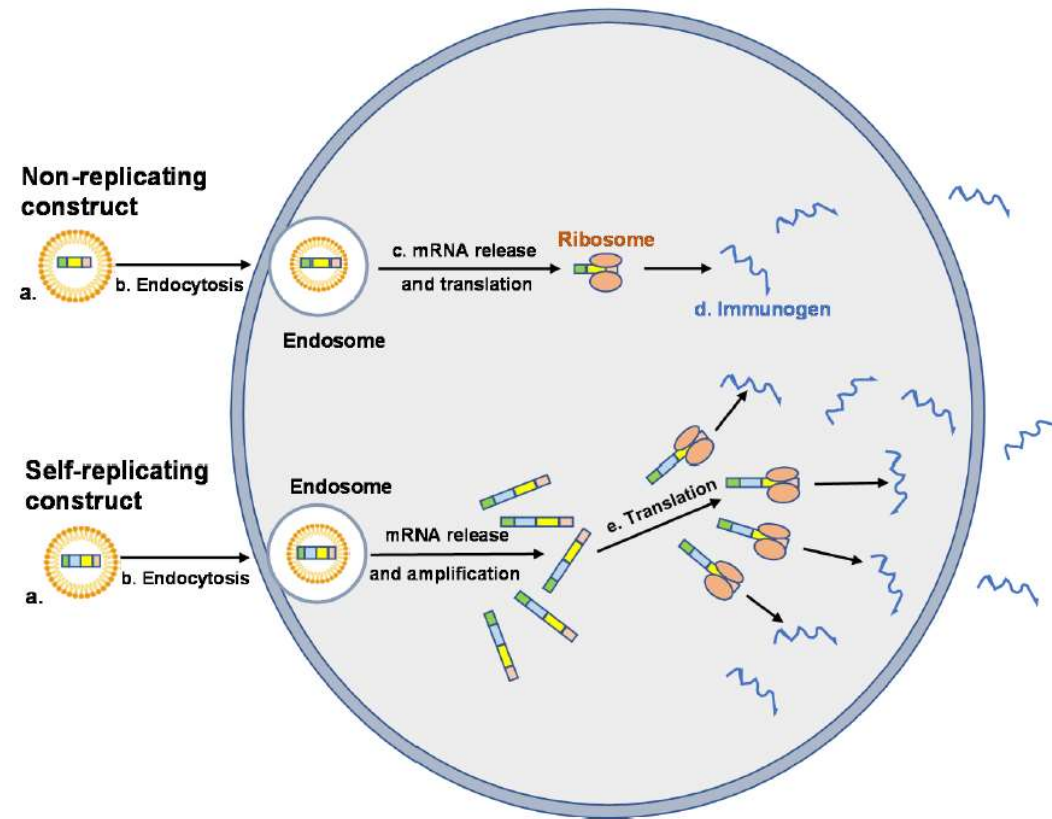 Non-replicating
construct
a.
b. Endocytosis
Endosome
c. mRNA release
and translation
Ribosome
d. Immunogen
Self-replicating
construct
a.
b. Endocytosis
Endosome
mRNA release
and amplification
e. Translation